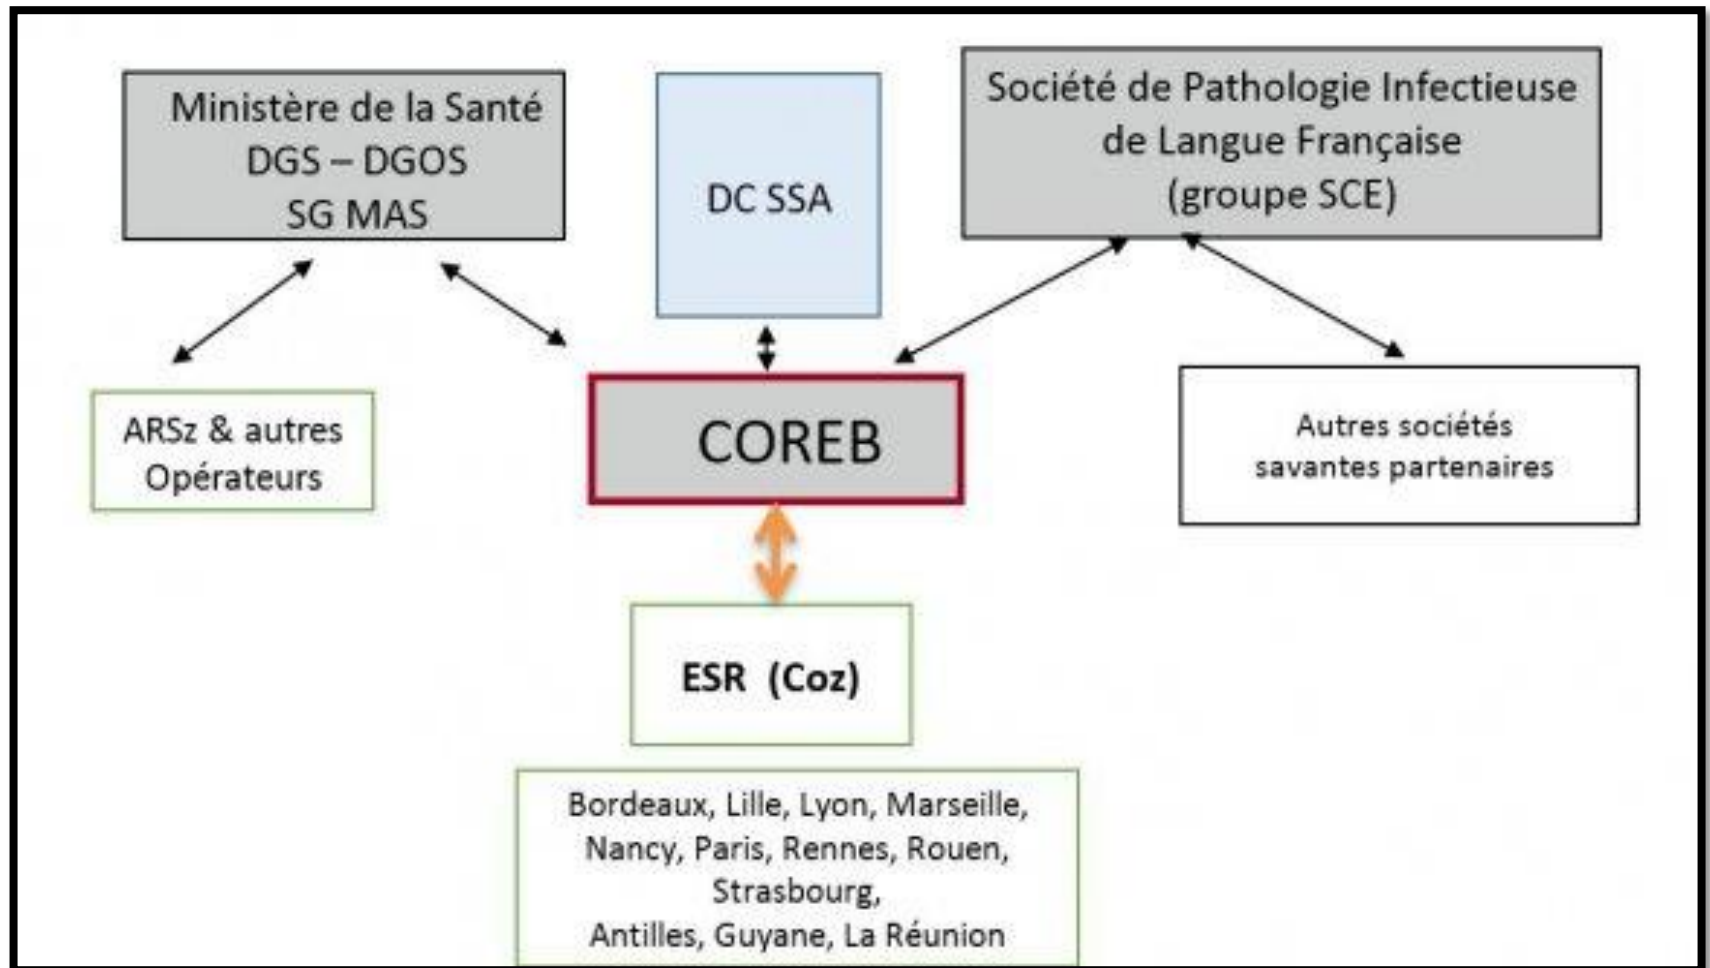 Ministère de la Santé
DGS – DGOS
SG MAS
DC SSA
Société de Pathologie Infectieuse
de Langue Française
(groupe SCE)
ARSz & autres
Opérateurs
COREB
Autres sociétés
savantes partenaires
ESR (Coz)
Bordeaux, Lille, Lyon, Marseille,
Nancy, Paris, Rennes, Rouen,
Strasbourg,
Antilles, Guyane, La Réunion